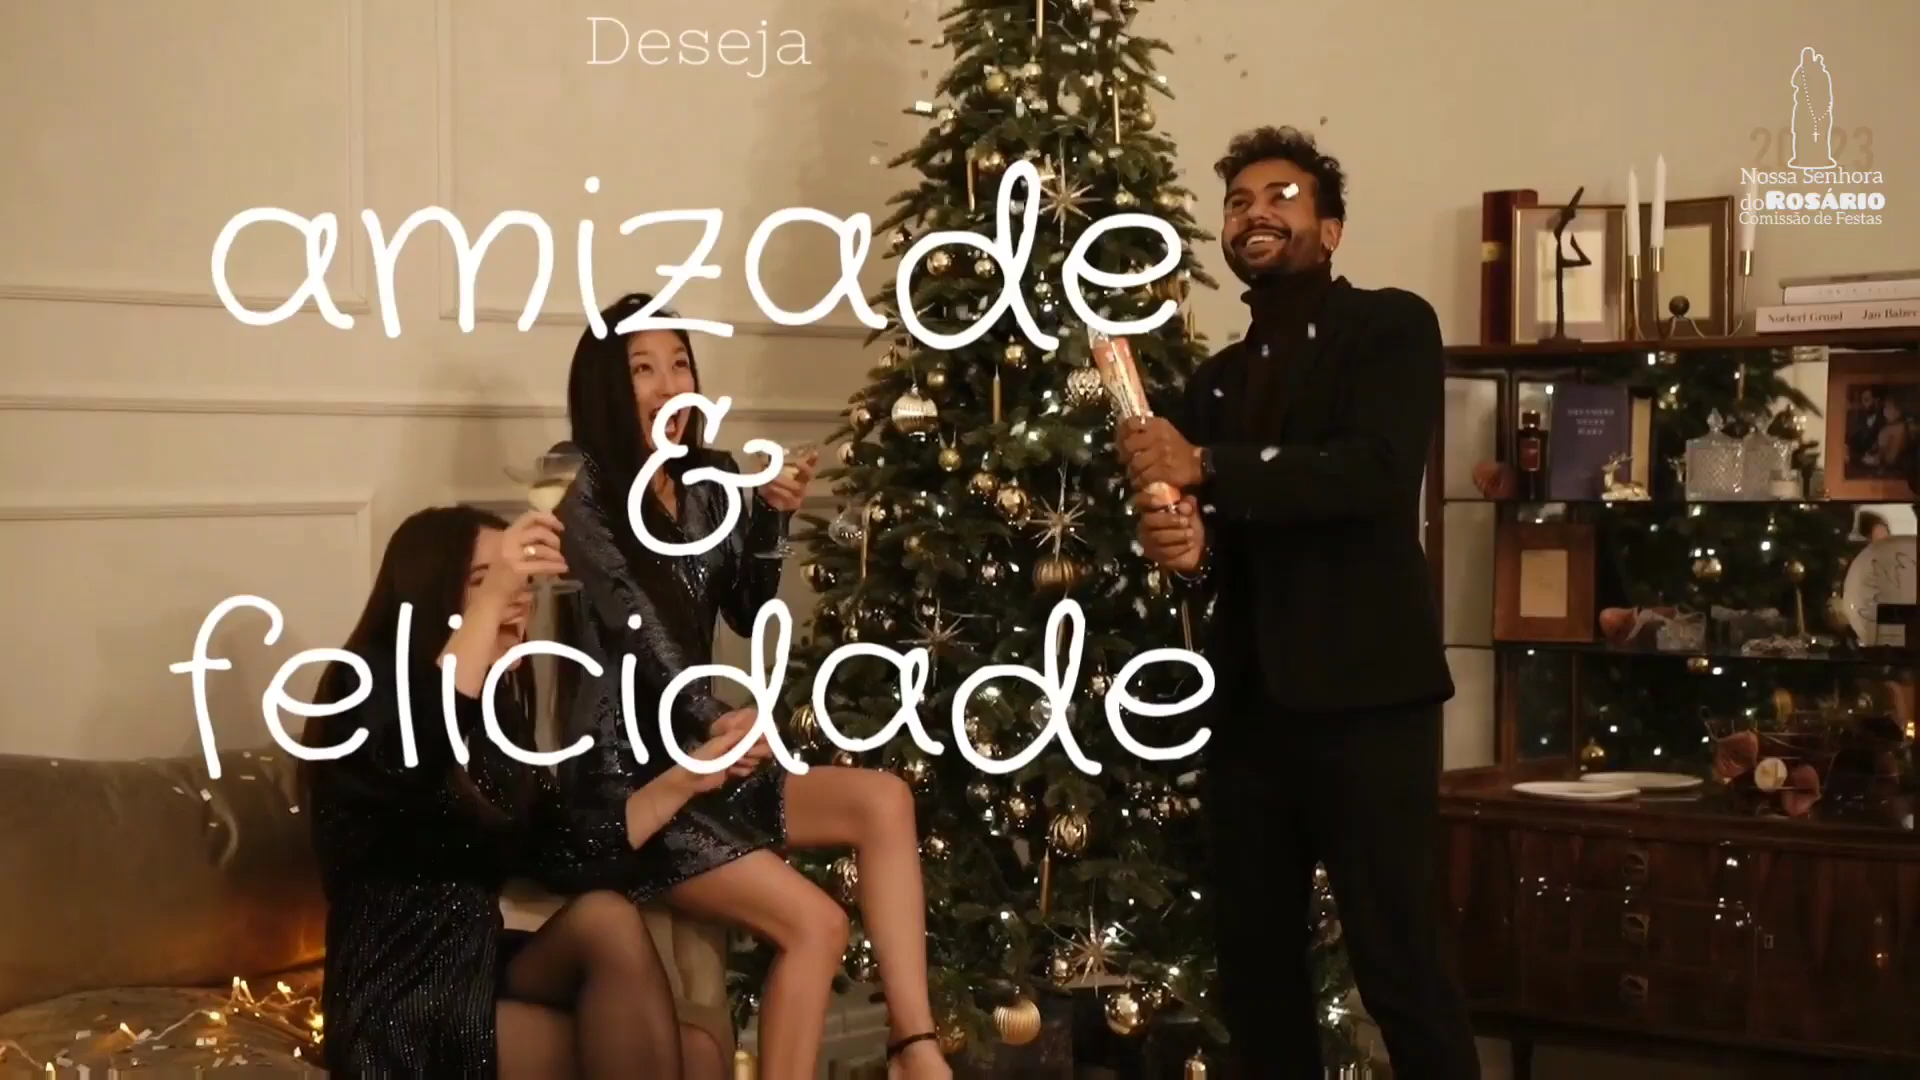 Deseja
amizade
&
felicidade
2023
Nossa Senhora
do ROSÁRIO
Comissão de Festas
Norbert Grund
Jan Balzer